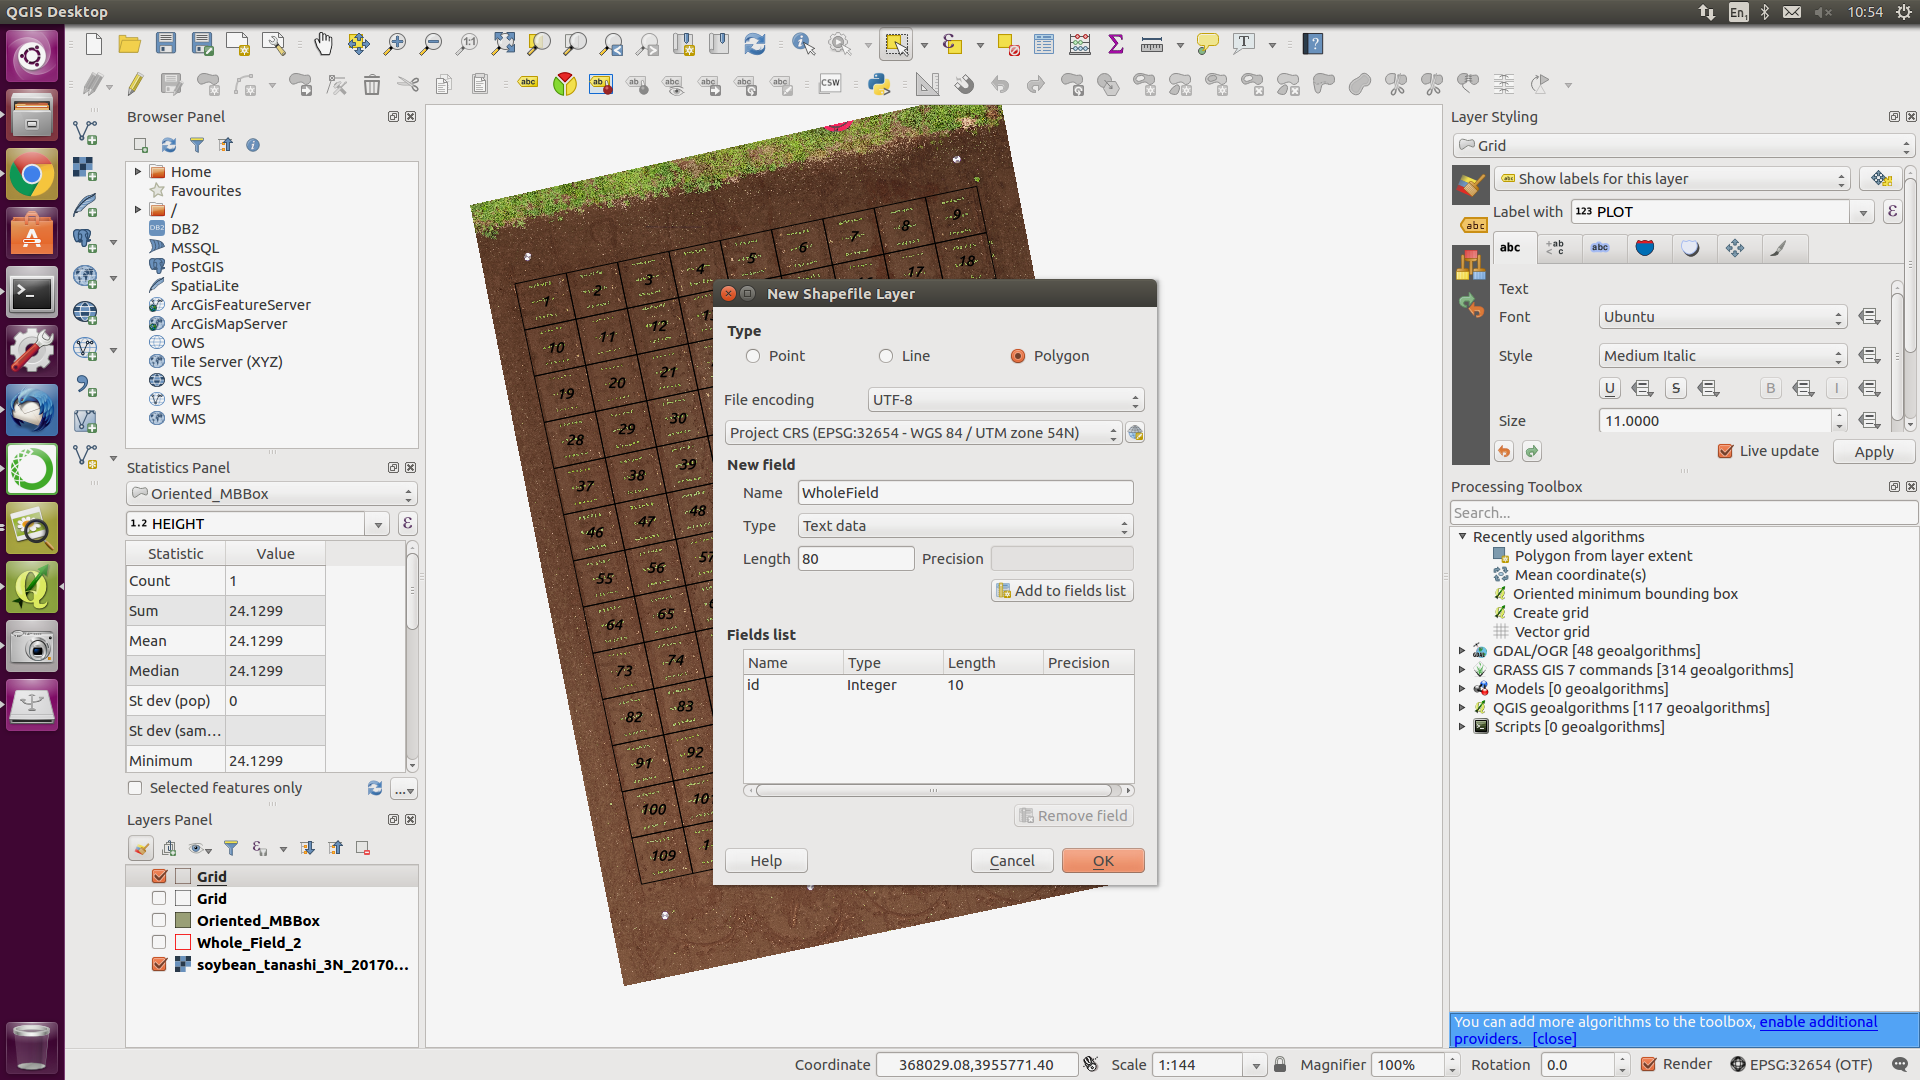 QGIS Desktop
En1
10:54
Browser Panel
Home
Favourites
/
DB2
MSSQL
PostGIS
SpatiaLite
ArcGisFeatureServer
ArcGisMapServer
OWS
Tile Server (XYZ)
WCS
WFS
WMS
Statistics Panel
Oriented_MBBox
1.2 HEIGHT
Statistic Value
Count 1
Sum 24.1299
Mean 24.1299
Median 24.1299
St dev (pop) 0
St dev (sam...
Minimum 24.1299
Selected features only
Layers Panel
Grid
Grid
Oriented_MBBox
Whole_Field_2
soybean_tanashi_3N_20170...
1 2 3 4 5 6 7 8 9
10 11 12 17 18
19 20 21
28 29 30
37 38 39
46 47 48
55 56 57
64 65
73 74
82 83
91 92
100 101
109
New Shapefile Layer
Type
Point Line Polygon
File encoding UTF-8
Project CRS (EPSG:32654 - WGS 84 / UTM zone 54N)
New field
Name WholeField
Type Text data
Length 80 Precision
Add to fields list
Fields list
Name Type Length Precision
id Integer 10
Remove field
Help Cancel OK
Layer Styling
Grid
Show labels for this layer
Label with 123 PLOT
abc
Text
Font Ubuntu
Style Medium Italic
U S B I
Size 11.0000
Live update Apply
Processing Toolbox
Search...
Recently used algorithms
Polygon from layer extent
Mean coordinate(s)
Oriented minimum bounding box
Create grid
Vector grid
GDAL/OGR [48 geoalgorithms]
GRASS GIS 7 commands [314 geoalgorithms]
Models [0 geoalgorithms]
QGIS geoalgorithms [117 geoalgorithms]
Scripts [0 geoalgorithms]
You can add more algorithms to the toolbox, enable additional
providers. [close]
Coordinate 368029.08,3955771.40 Scale 1:144 Magnifier 100% Rotation 0.0 Render EPSG:32654 (OTF)